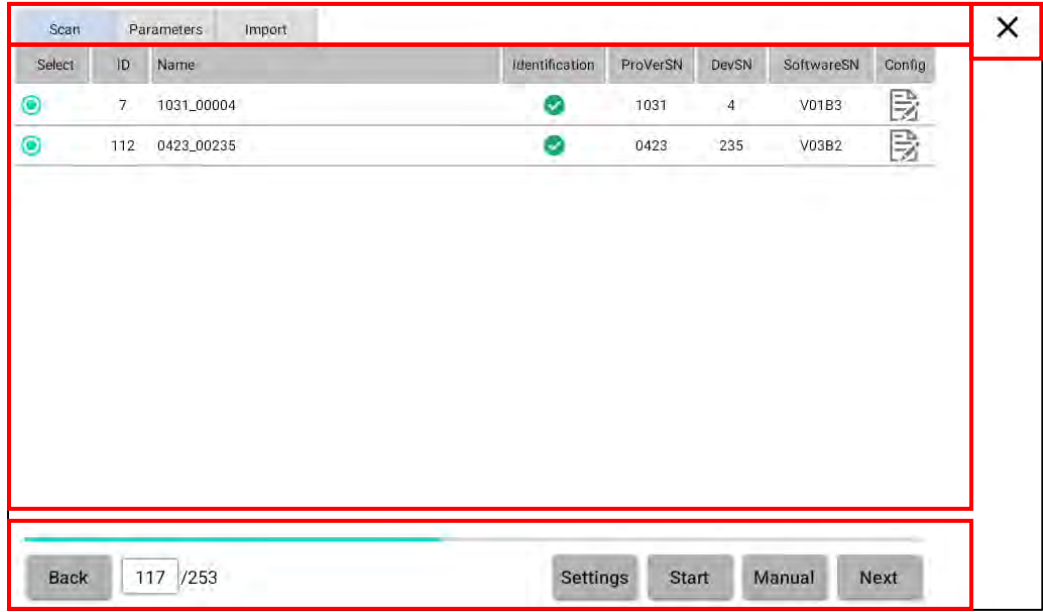 Scan Parameters Import
Select ID Name Identification ProVerSN DevSN SoftwareSN Config
7 1031_00004 1031 4 V01B3
112 0423_00235 0423 235 V03B2
Back 117 /253 Settings Start Manual Next